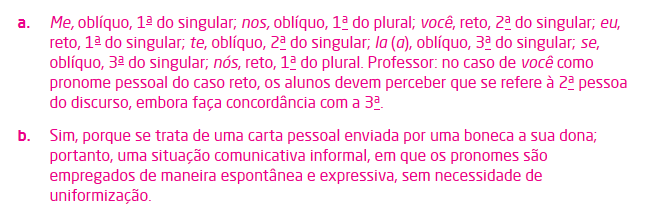 a. Me, oblíquo, 1ª do singular; nos, oblíquo, 1ª do plural; você, reto, 2ª do singular; eu,
reto, 1ª do singular; te, oblíquo, 2ª do singular; la (a), oblíquo, 3ª do singular; se,
oblíquo, 3ª do singular; nós, reto, 1ª do plural. Professor: no caso de você como
pronome pessoal do caso reto, os alunos devem perceber que se refere à 2ª pessoa
do discurso, embora faça concordância com a 3ª.
b. Sim, porque se trata de uma carta pessoal enviada por uma boneca a sua dona;
portanto, uma situação comunicativa informal, em que os pronomes são
empregados de maneira espontânea e expressiva, sem necessidade de
uniformização.